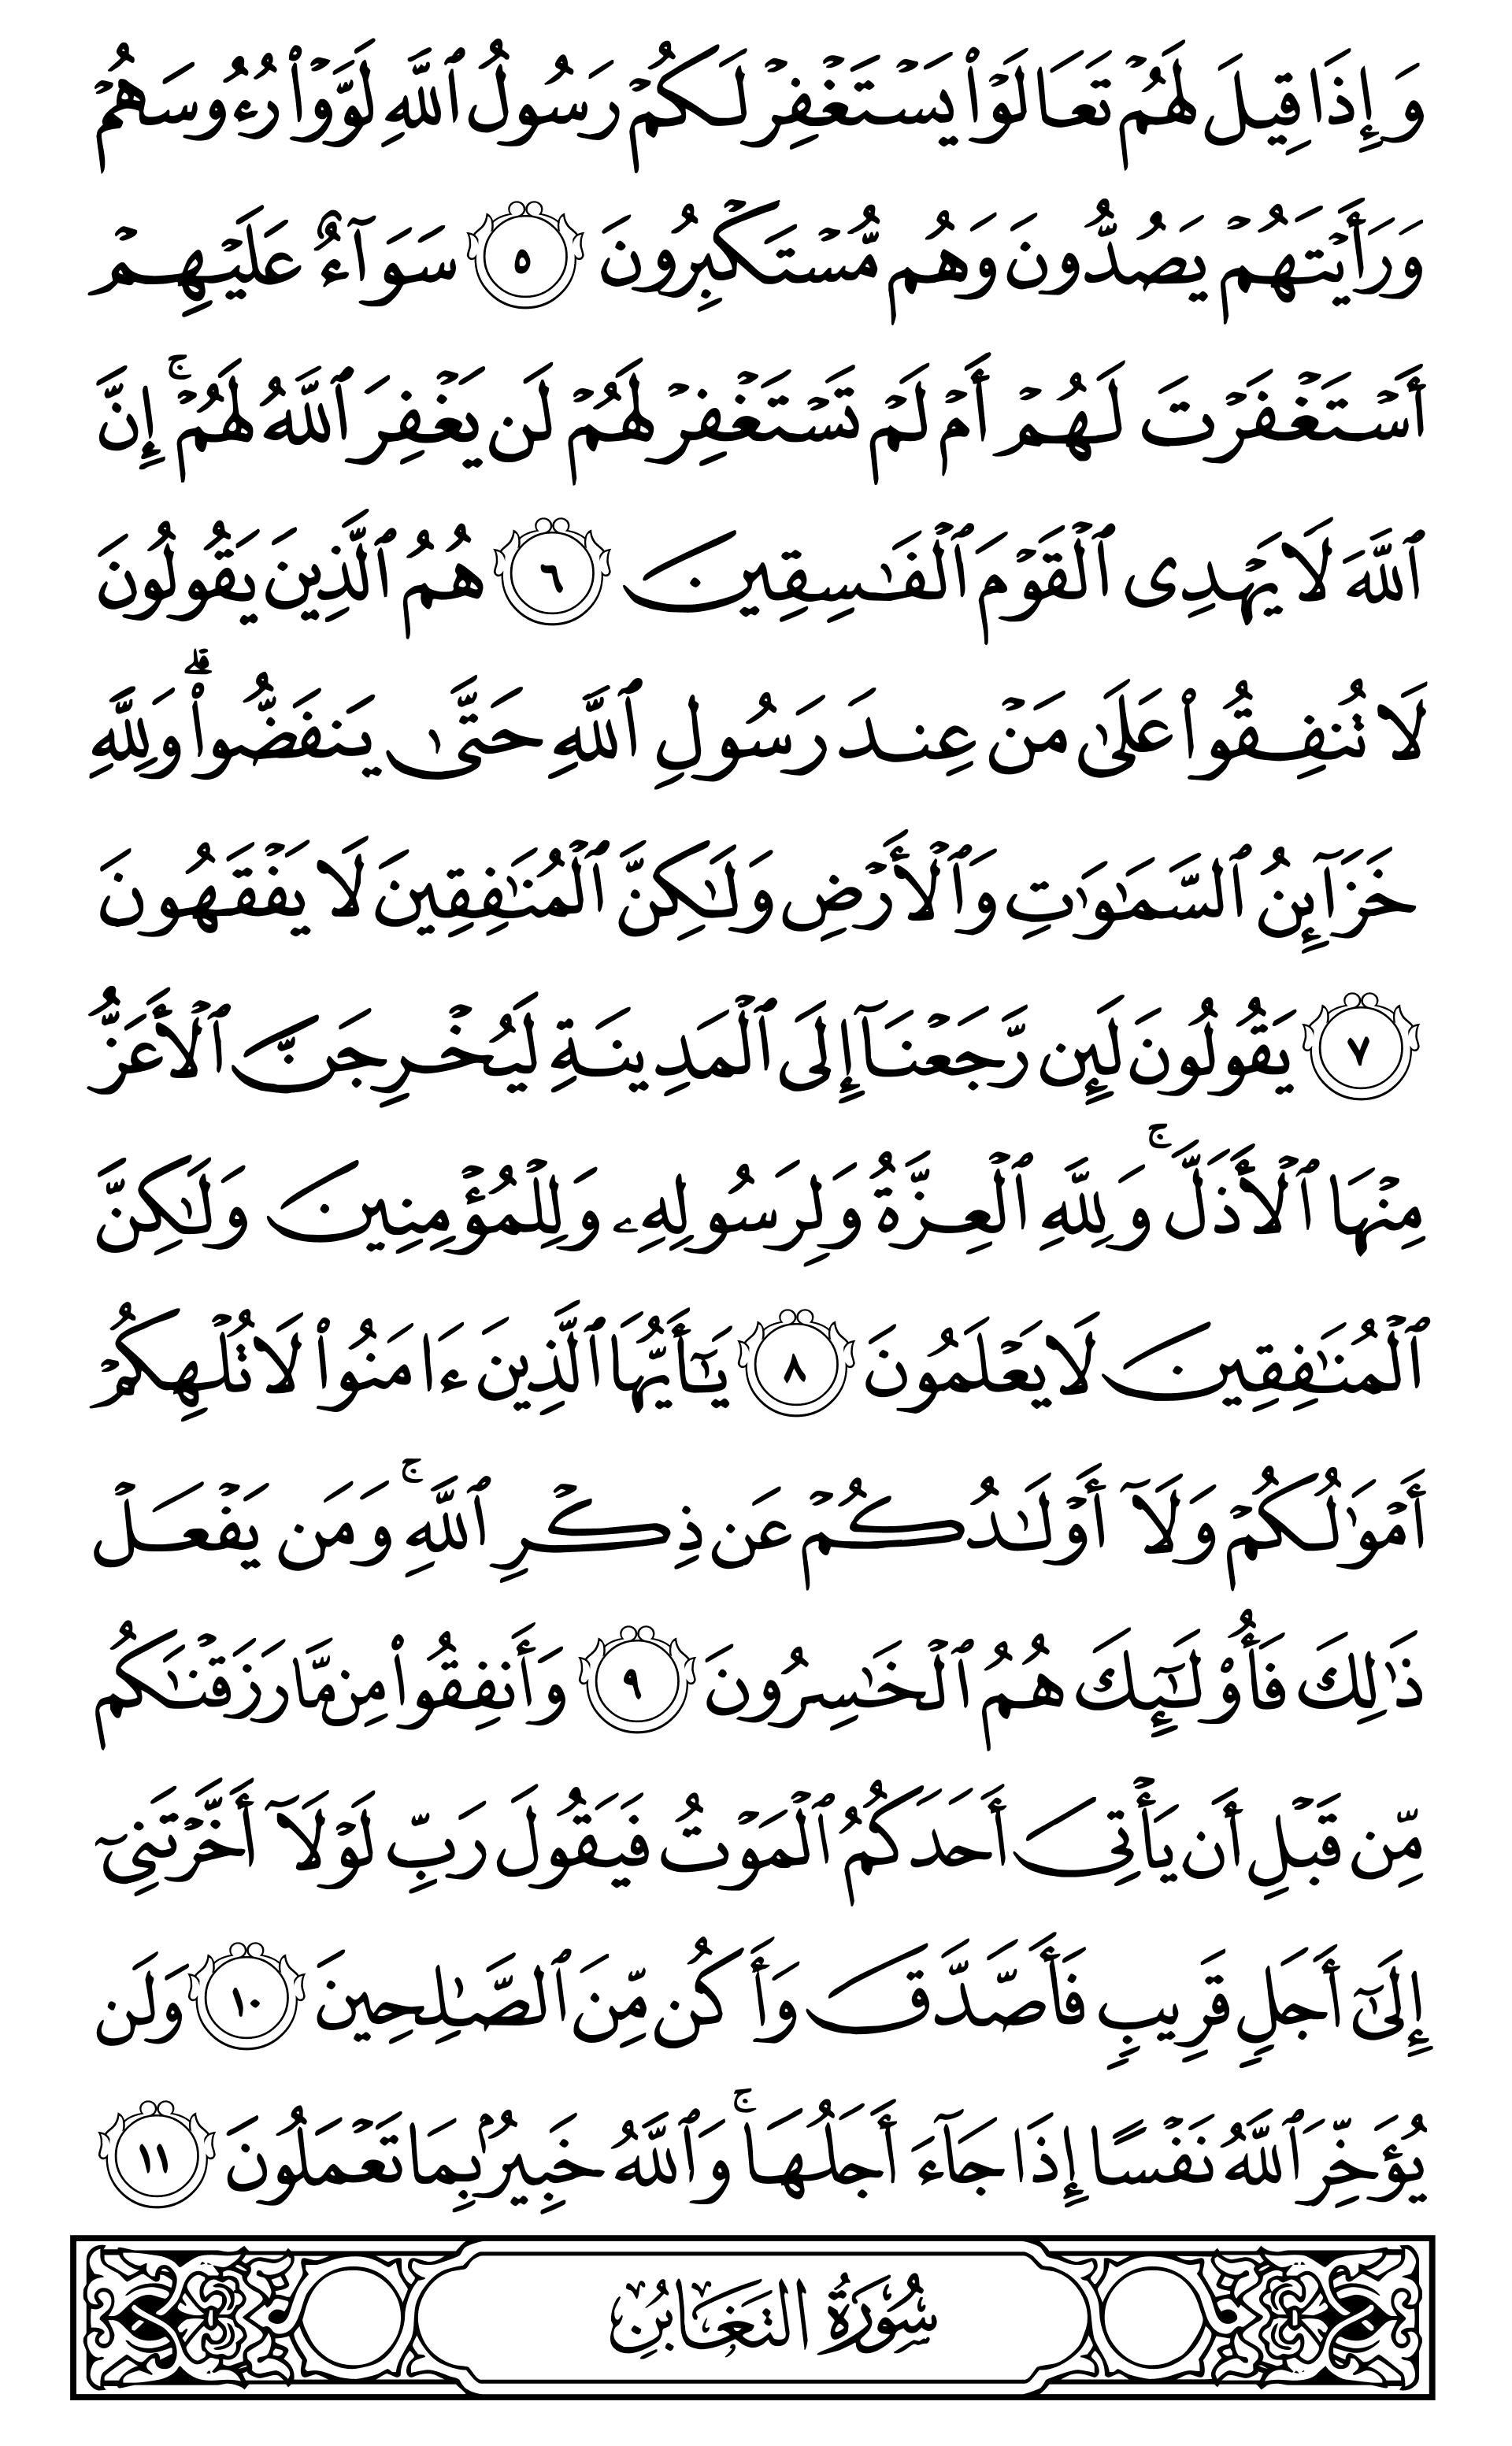 وَإِذَا قِيلَ لَهُمْ تَعَالَوْا۟ يَسْتَغْفِرْ لَكُمْ رَسُولُ ٱللَّهِ لَوَّوْا۟ رُءُوسَهُمْ
وَرَأَيْتَهُمْ يَصُدُّونَ وَهُم مُّسْتَكْبِرُونَ ٥ سَوَآءٌ عَلَيْهِمْ
أَسْتَغْفَرْتَ لَهُمْ أَمْ لَمْ تَسْتَغْفِرْ لَهُمْ لَن يَغْفِرَ ٱللَّهُ لَهُمْ ۚ إِنَّ
ٱللَّهَ لَا يَهْدِى ٱلْقَوْمَ ٱلْفَـٰسِقِينَ ٦ هُمُ ٱلَّذِينَ يَقُولُونَ
لَا تُنفِقُوا۟ عَلَىٰ مَنْ عِندَ رَسُولِ ٱللَّهِ حَتَّىٰ يَنفَضُّوا۟ ۗ وَلِلَّهِ
خَزَآئِنُ ٱلسَّمَـٰوَٰتِ وَٱلْأَرْضِ وَلَـٰكِنَّ ٱلْمُنَـٰفِقِينَ لَا يَفْقَهُونَ
٧ يَقُولُونَ لَئِن رَّجَعْنَآ إِلَى ٱلْمَدِينَةِ لَيُخْرِجَنَّ ٱلْأَعَزُّ
مِنْهَا ٱلْأَذَلَّ ۚ وَلِلَّهِ ٱلْعِزَّةُ وَلِرَسُولِهِۦ وَلِلْمُؤْمِنِينَ وَلَـٰكِنَّ
ٱلْمُنَـٰفِقِينَ لَا يَعْلَمُونَ ٨ يَـٰٓأَيُّهَا ٱلَّذِينَ ءَامَنُوا۟ لَا تُلْهِكُمْ
أَمْوَٰلُكُمْ وَلَآ أَوْلَـٰدُكُمْ عَن ذِكْرِ ٱللَّهِ ۚ وَمَن يَفْعَلْ
ذَٰلِكَ فَأُو۟لَـٰٓئِكَ هُمُ ٱلْخَـٰسِرُونَ ٩ وَأَنفِقُوا۟ مِن مَّا رَزَقْنَـٰكُم
مِّن قَبْلِ أَن يَأْتِىَ أَحَدَكُمُ ٱلْمَوْتُ فَيَقُولَ رَبِّ لَوْلَآ أَخَّرْتَنِىٓ
إِلَىٰٓ أَجَلٍ قَرِيبٍ فَأَصَّدَّقَ وَأَكُن مِّنَ ٱلصَّـٰلِحِينَ ١٠ وَلَن
يُؤَخِّرَ ٱللَّهُ نَفْسًا إِذَا جَآءَ أَجَلُهَا ۚ وَٱللَّهُ خَبِيرٌۢ بِمَا تَعْمَلُونَ ١١
سُورَةُ التَّغَابُنِ